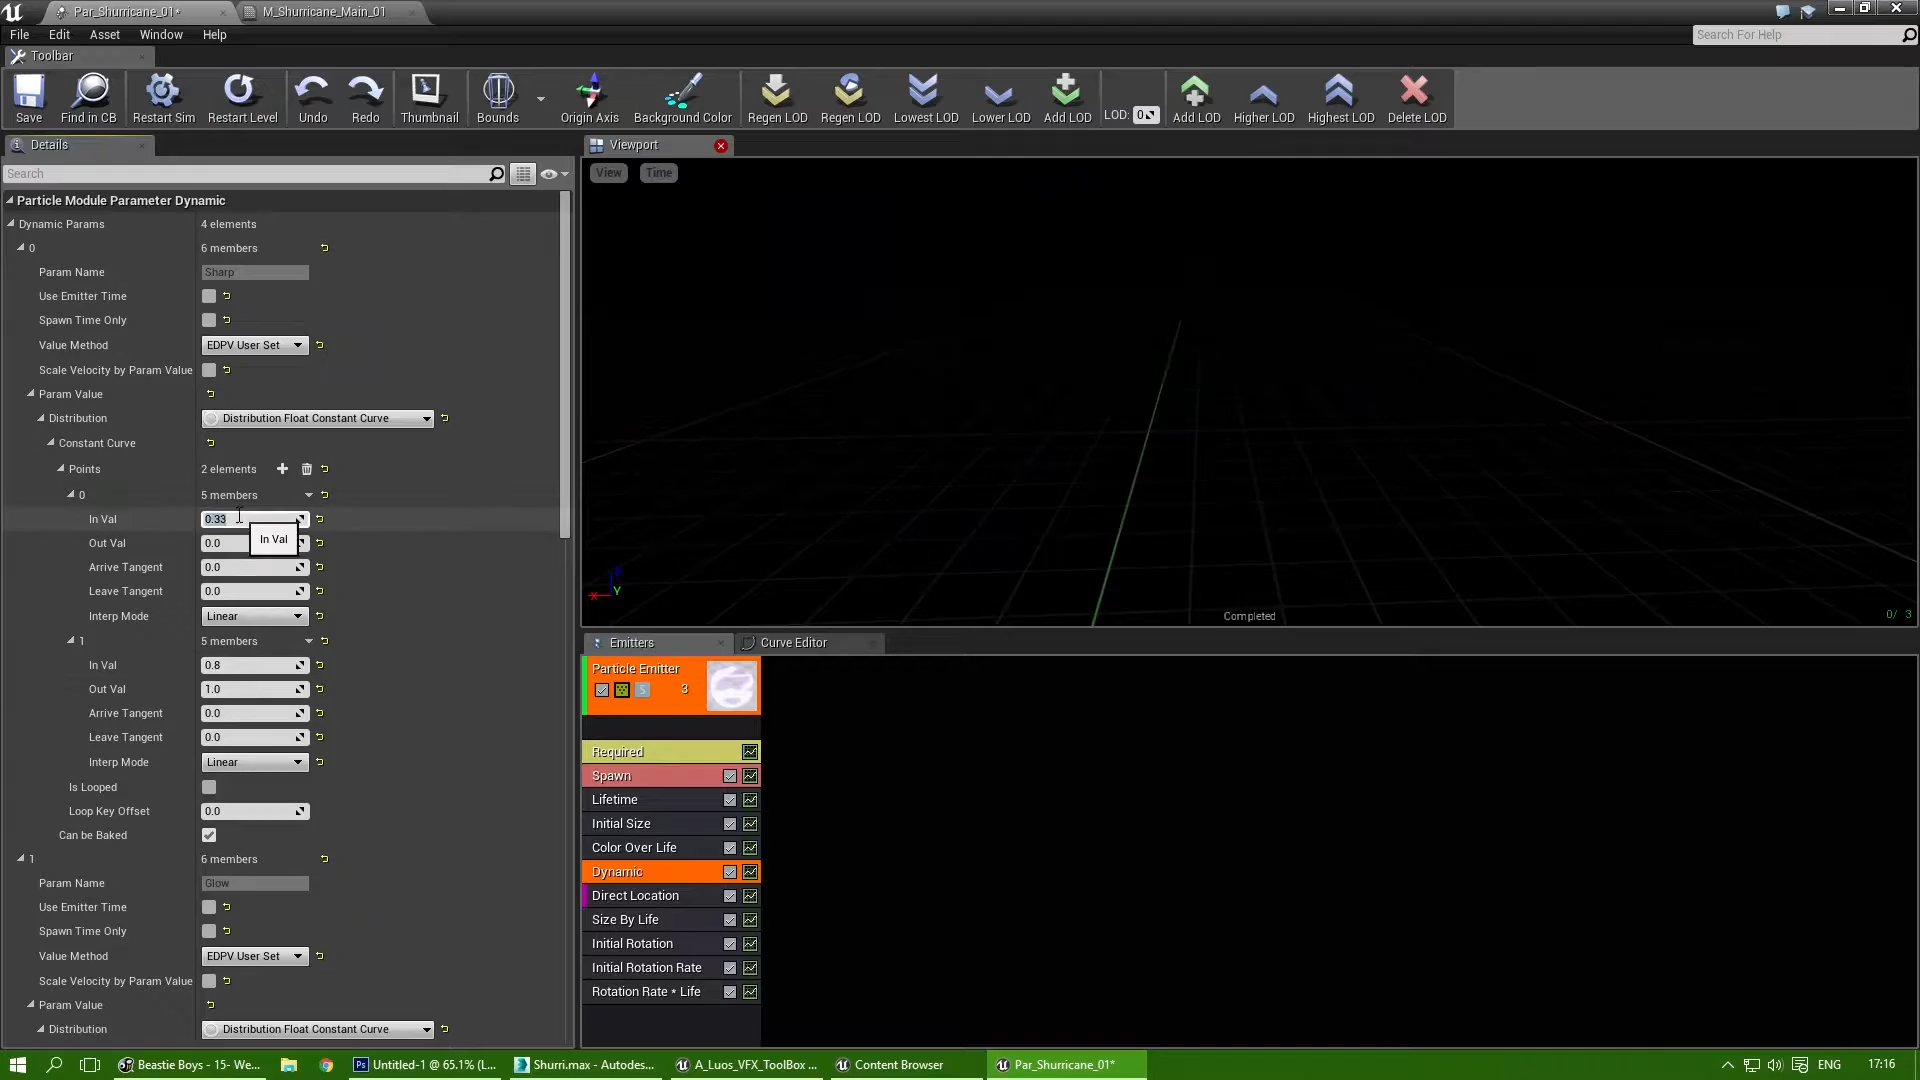 Par_Shurricane_01*
M_Shurricane_Main_01
File Edit Asset Window Help
Search For Help
Toolbar
Save
Find in CB
Restart Sim
Restart Level
Undo
Redo
Thumbnail
Bounds
Origin Axis
Background Color
Regen LOD
Regen LOD
Lowest LOD
Lower LOD
Add LOD
LOD: 0
Add LOD
Higher LOD
Highest LOD
Delete LOD
Details
Search
Particle Module Parameter Dynamic
Dynamic Params 4 elements
0 6 members
Param Name Sharp
Use Emitter Time
Spawn Time Only
Value Method EDPV User Set
Scale Velocity by Param Value
Param Value
Distribution Distribution Float Constant Curve
Constant Curve
Points 2 elements
0 5 members
In Val 0.33
In Val
Out Val 0.0
Arrive Tangent 0.0
Leave Tangent 0.0
Interp Mode Linear
1 5 members
In Val 0.8
Out Val 1.0
Arrive Tangent 0.0
Leave Tangent 0.0
Interp Mode Linear
Is Looped
Loop Key Offset 0.0
Can be Baked
1 6 members
Param Name Glow
Use Emitter Time
Spawn Time Only
Value Method EDPV User Set
Scale Velocity by Param Value
Param Value
Distribution Distribution Float Constant Curve
Viewport
View Time
X Y
Completed
0/ 3
Emitters
Curve Editor
Particle Emitter
S 3
Required
Spawn
Lifetime
Initial Size
Color Over Life
Dynamic
Direct Location
Size By Life
Initial Rotation
Initial Rotation Rate
Rotation Rate * Life
Beastie Boys - 15- We...
Untitled-1 @ 65.1% (L...
Shurri.max - Autodes...
A_Luos_VFX_ToolBox ...
Content Browser
Par_Shurricane_01*
ENG
17:16